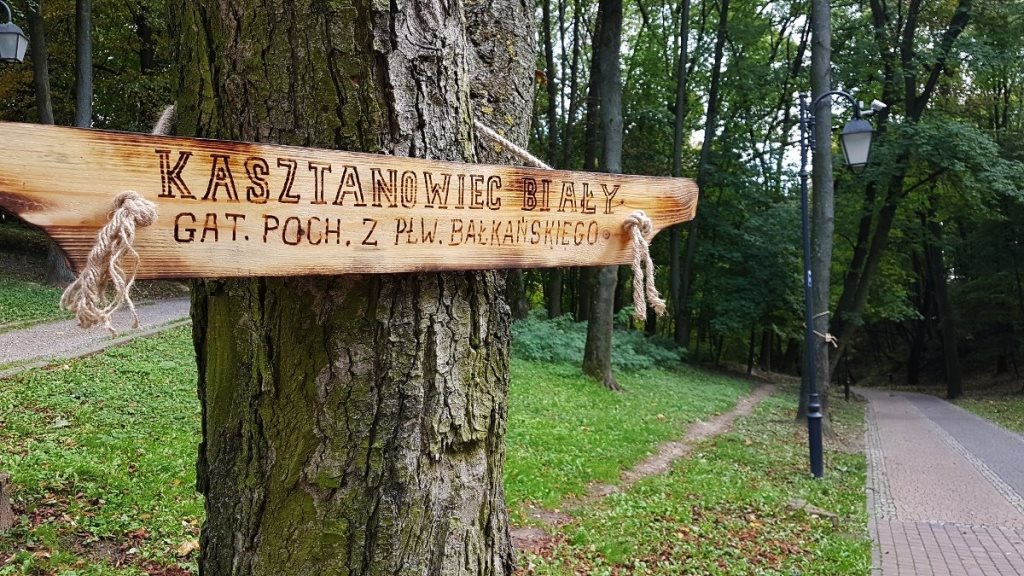 KASZTANOWIEC BIAŁY
GAT. POCH. Z PŁW. BAŁKAŃSKIEGO